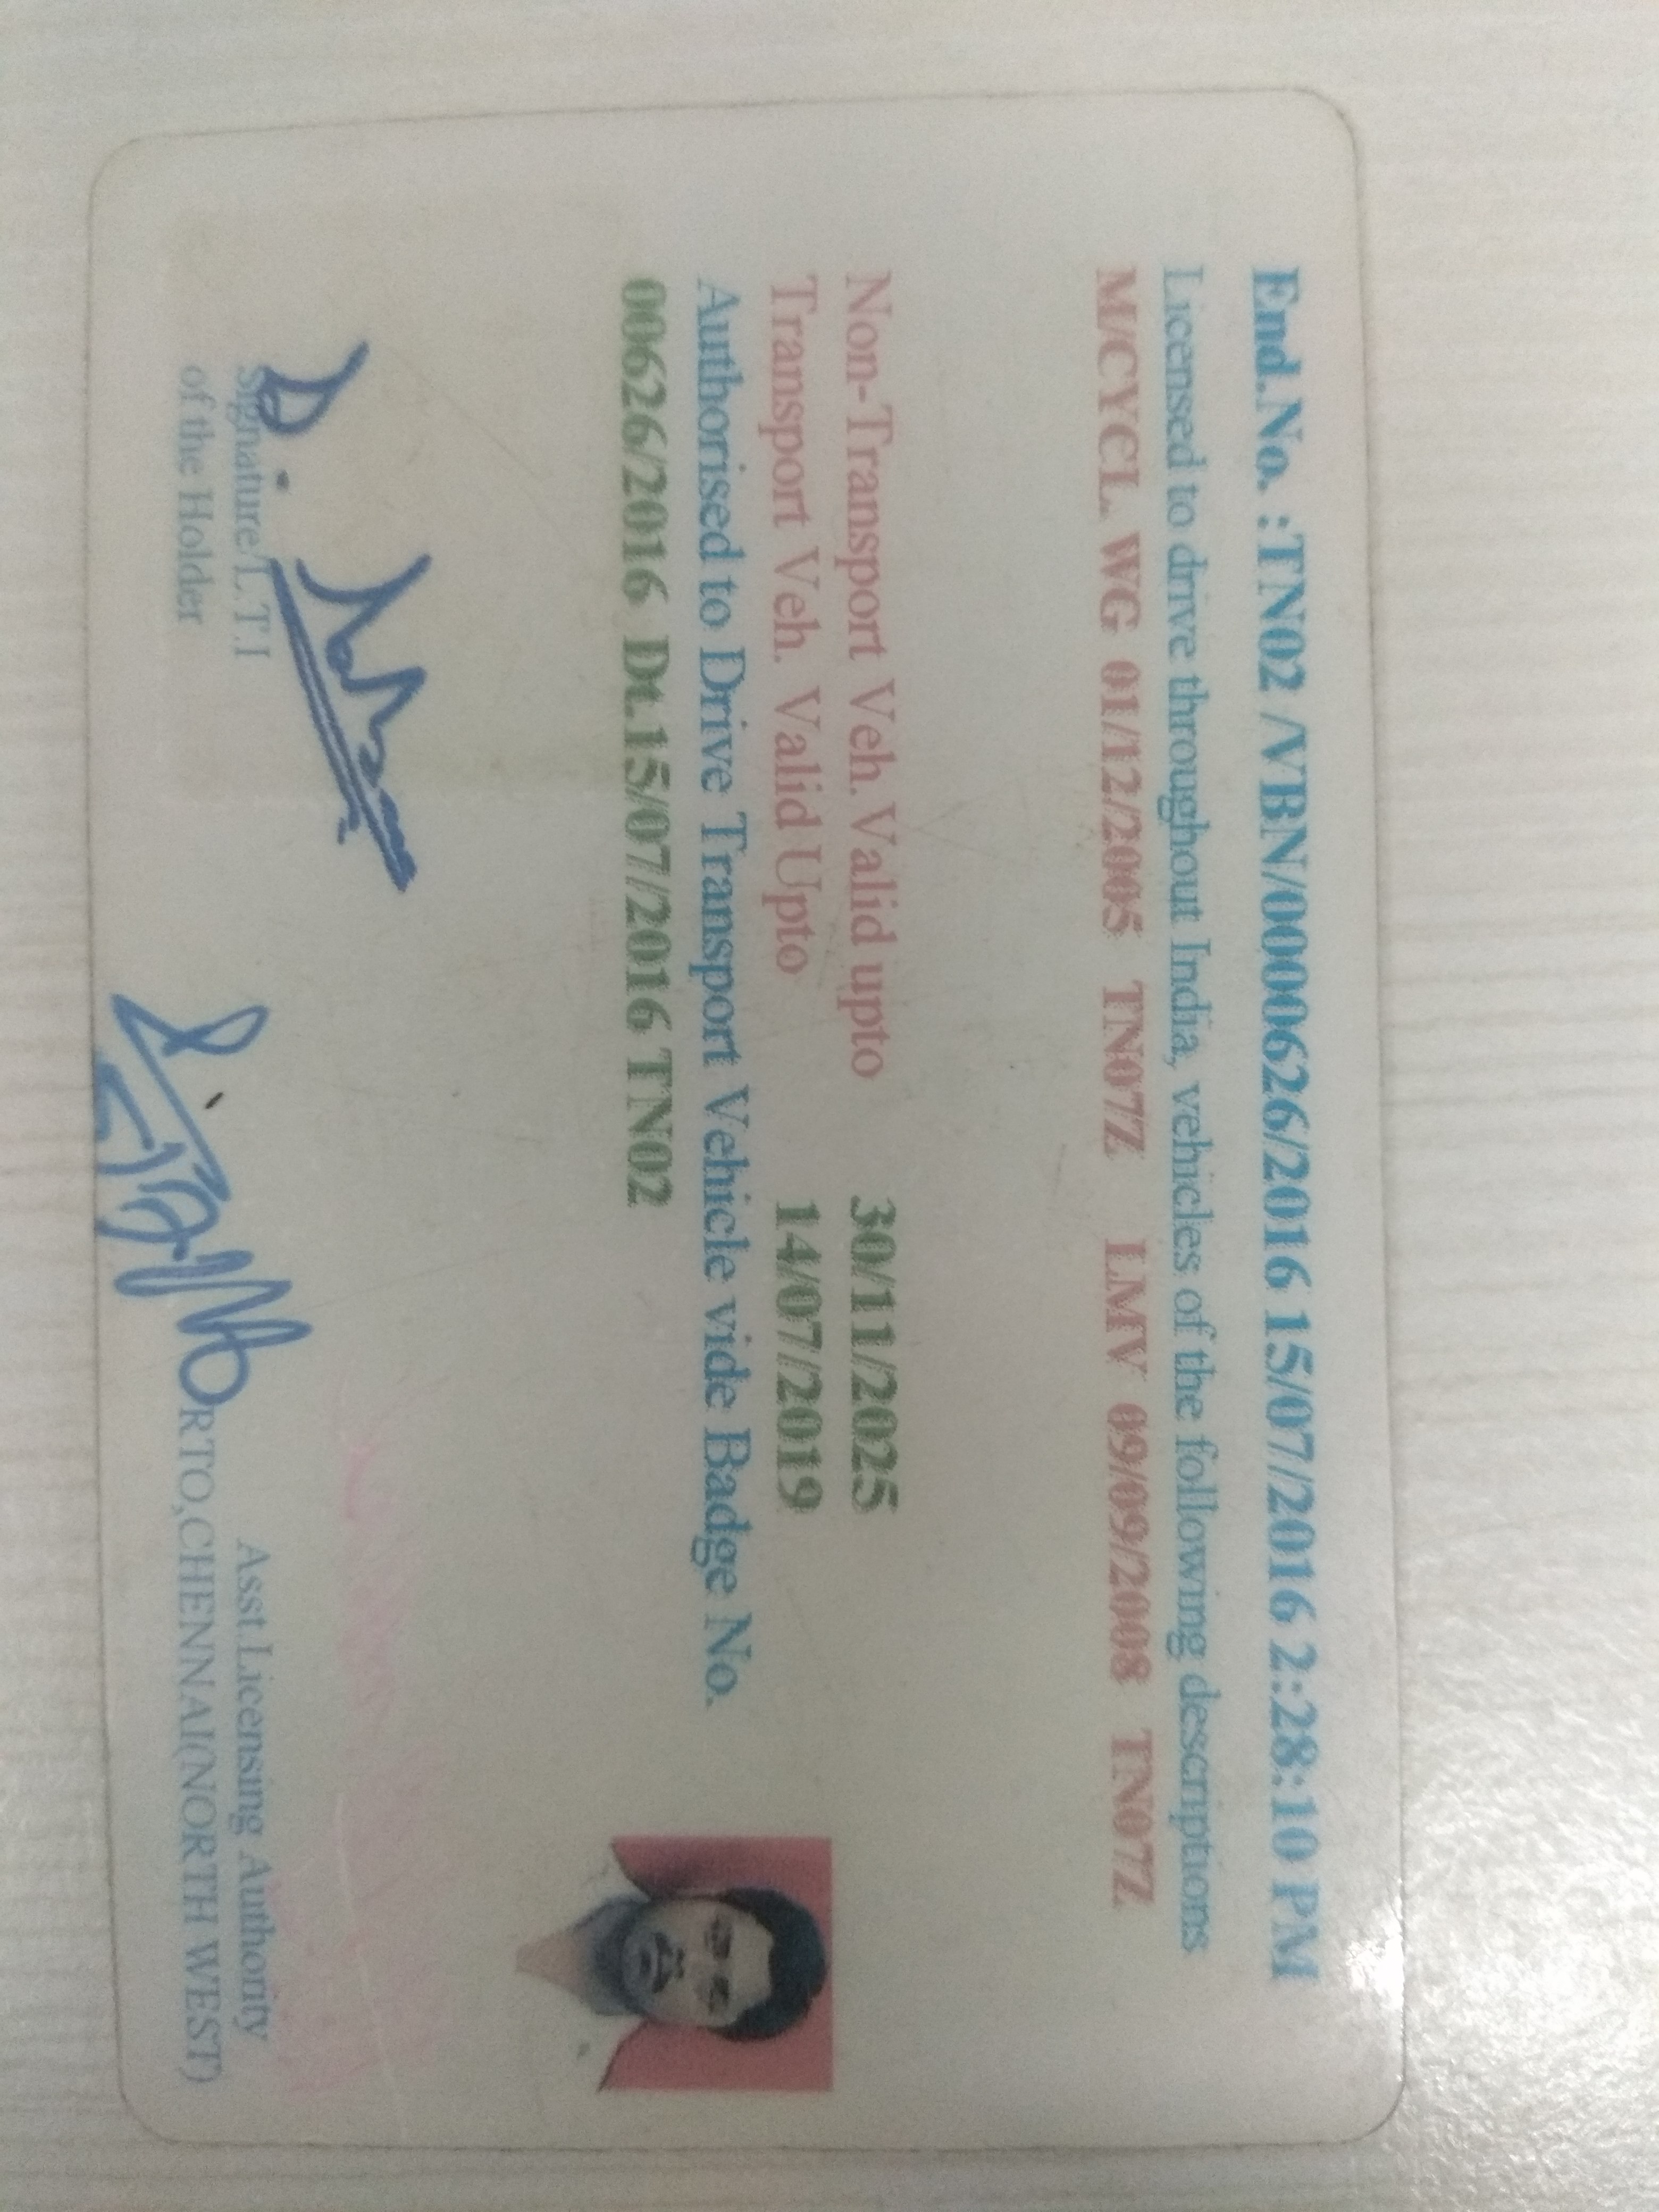 End.No. :TN02 /VBN/0000626/2016 15/07/2016 2:28:10 PM
Licensed to drive throughout India, vehicles of the following descriptions
M/CYCL. WG 01/12/2005 TN07Z LMV 09/09/2008 TN07Z
Non-Transport Veh. Valid upto 30/11/2025
Transport Veh. Valid Upto 14/07/2019
Authorised to Drive Transport Vehicle vide Badge No.
00626/2016 Dt.15/07/2016 TN02
Signature/L.T.I
of the Holder
Asst.Licensing Authority
RTO,CHENNAI(NORTH WEST)